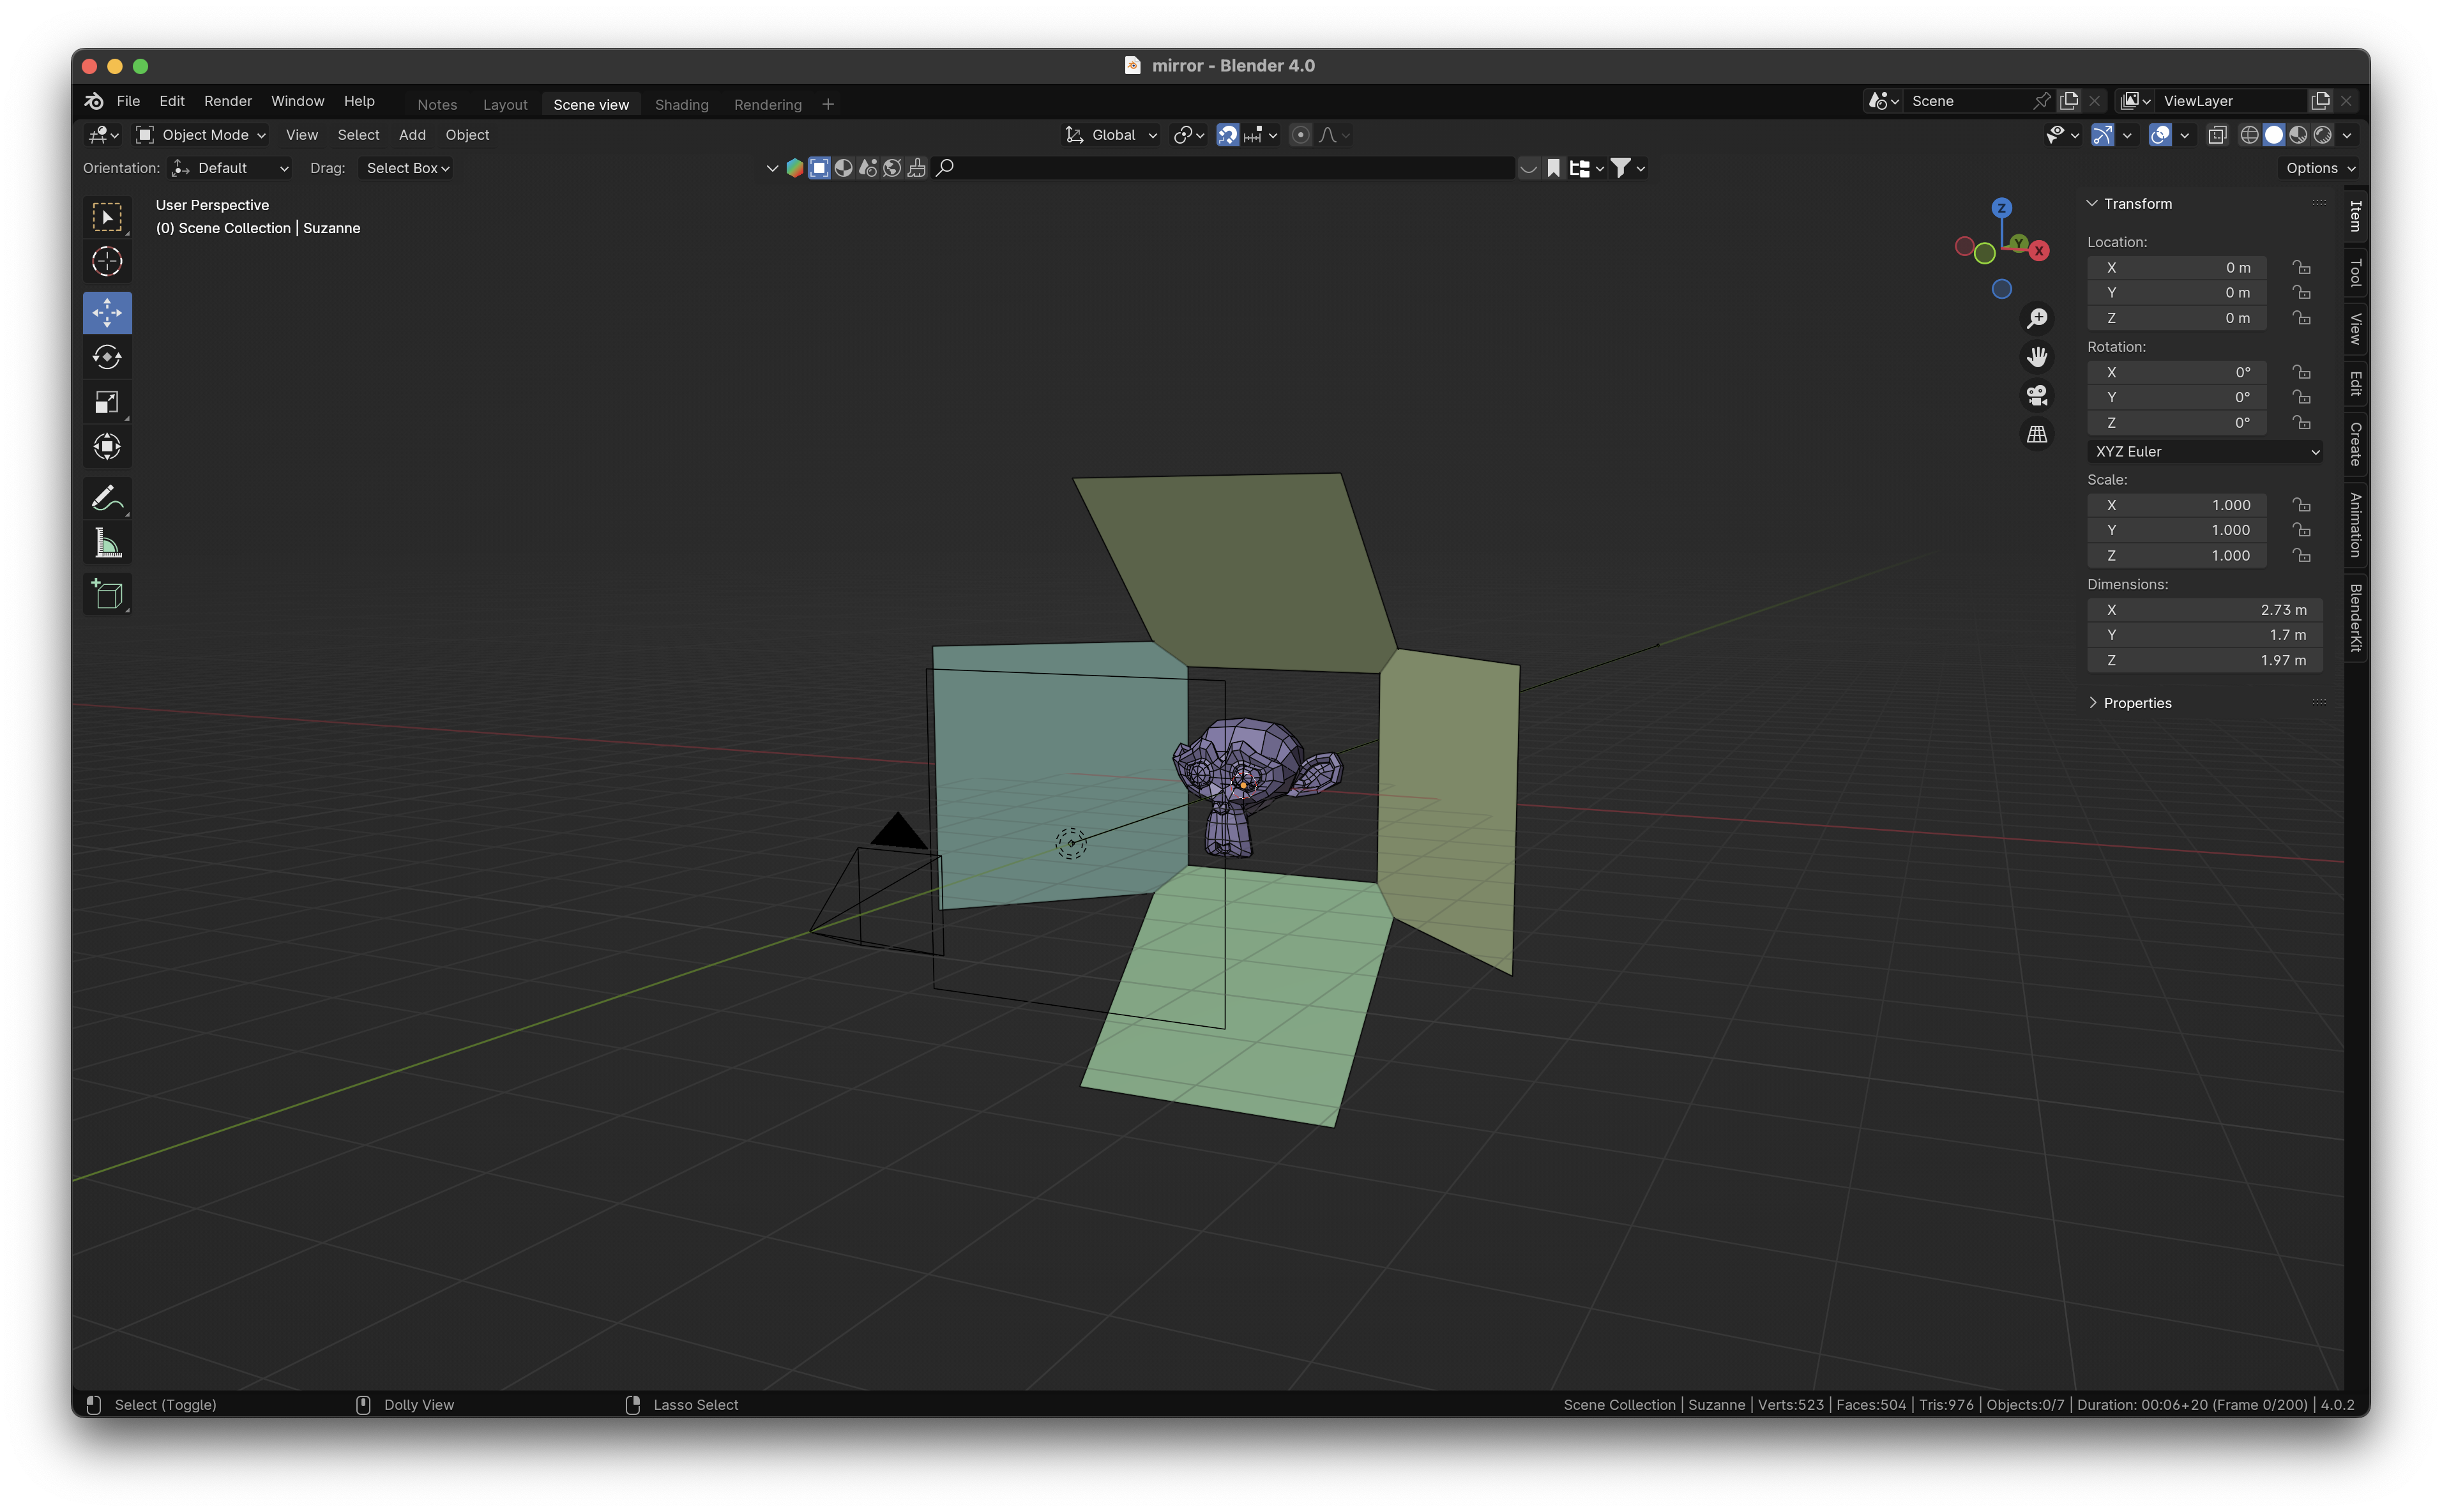 mirror - Blender 4.0
File Edit Render Window Help Notes Layout Scene view Shading Rendering Scene ViewLayer
Object Mode View Select Add Object Global
Orientation: Default Drag: Select Box Options
User Perspective
(0) Scene Collection | Suzanne
Z
Y
X
Transform
Location:
X 0 m
Y 0 m
Z 0 m
Rotation:
X 0°
Y 0°
Z 0°
XYZ Euler
Scale:
X 1.000
Y 1.000
Z 1.000
Dimensions:
X 2.73 m
Y 1.7 m
Z 1.97 m
Properties
Item
Tool
View
Edit
Create
Animation
BlenderKit
Select (Toggle) Dolly View Lasso Select Scene Collection | Suzanne | Verts:523 | Faces:504 | Tris:976 | Objects:0/7 | Duration: 00:06+20 (Frame 0/200) | 4.0.2